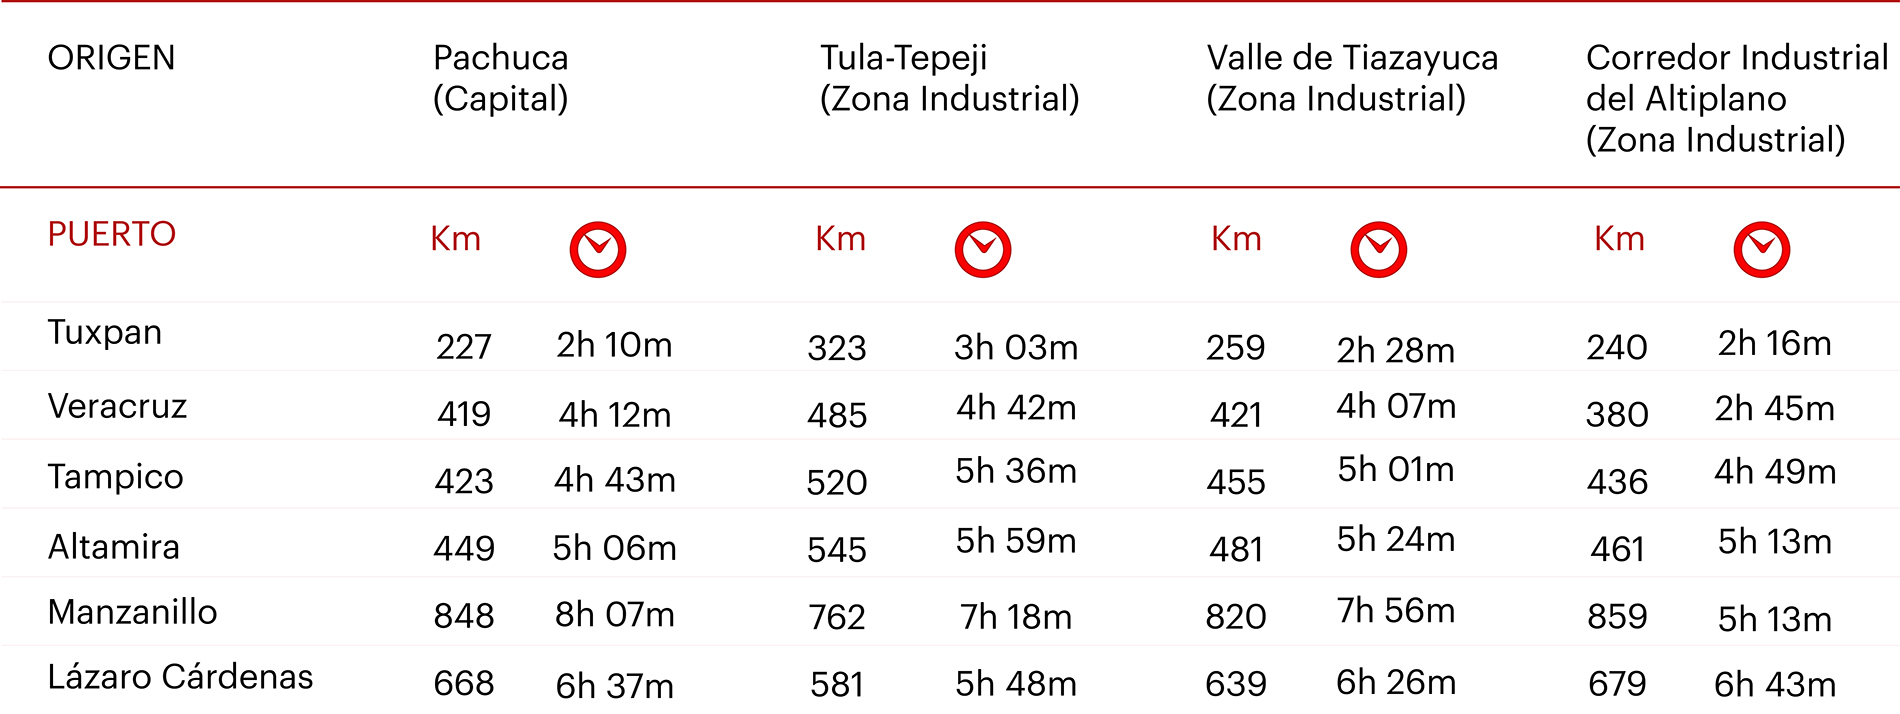 ORIGEN
Pachuca
(Capital)
Tula-Tepeji
(Zona Industrial)
Valle de Tiazayuca
(Zona Industrial)
Corredor Industrial
del Altiplano
(Zona Industrial)
PUERTO Km Km Km Km
Tuxpan 227 2h 10m 323 3h 03m 259 2h 28m 240 2h 16m
Veracruz 419 4h 12m 485 4h 42m 421 4h 07m 380 2h 45m
Tampico 423 4h 43m 520 5h 36m 455 5h 01m 436 4h 49m
Altamira 449 5h 06m 545 5h 59m 481 5h 24m 461 5h 13m
Manzanillo 848 8h 07m 762 7h 18m 820 7h 56m 859 5h 13m
Lázaro Cárdenas 668 6h 37m 581 5h 48m 639 6h 26m 679 6h 43m